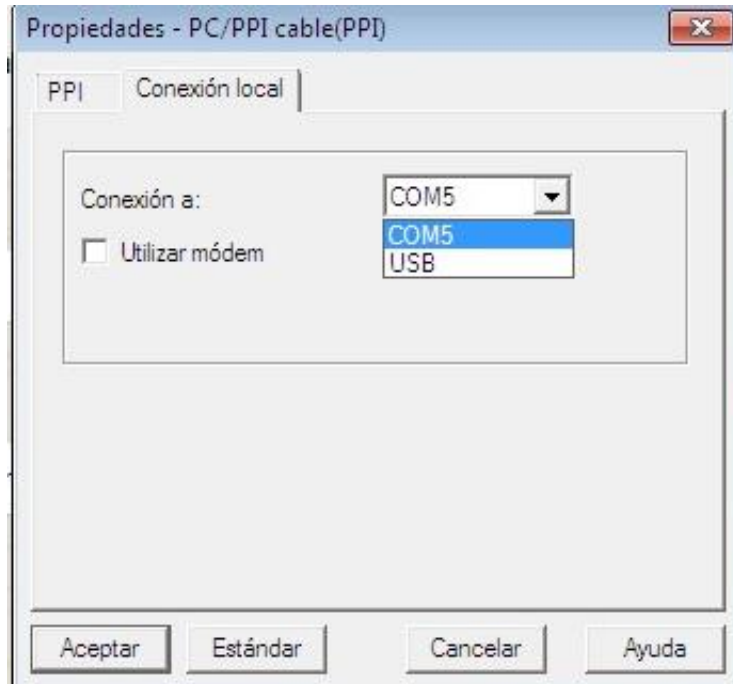 Propiedades - PC/PPI cable(PPI)
PPI
Conexión local
Conexión a:
COM5
COM5
Utilizar módem
USB
Aceptar
Estándar
Cancelar
Ayuda